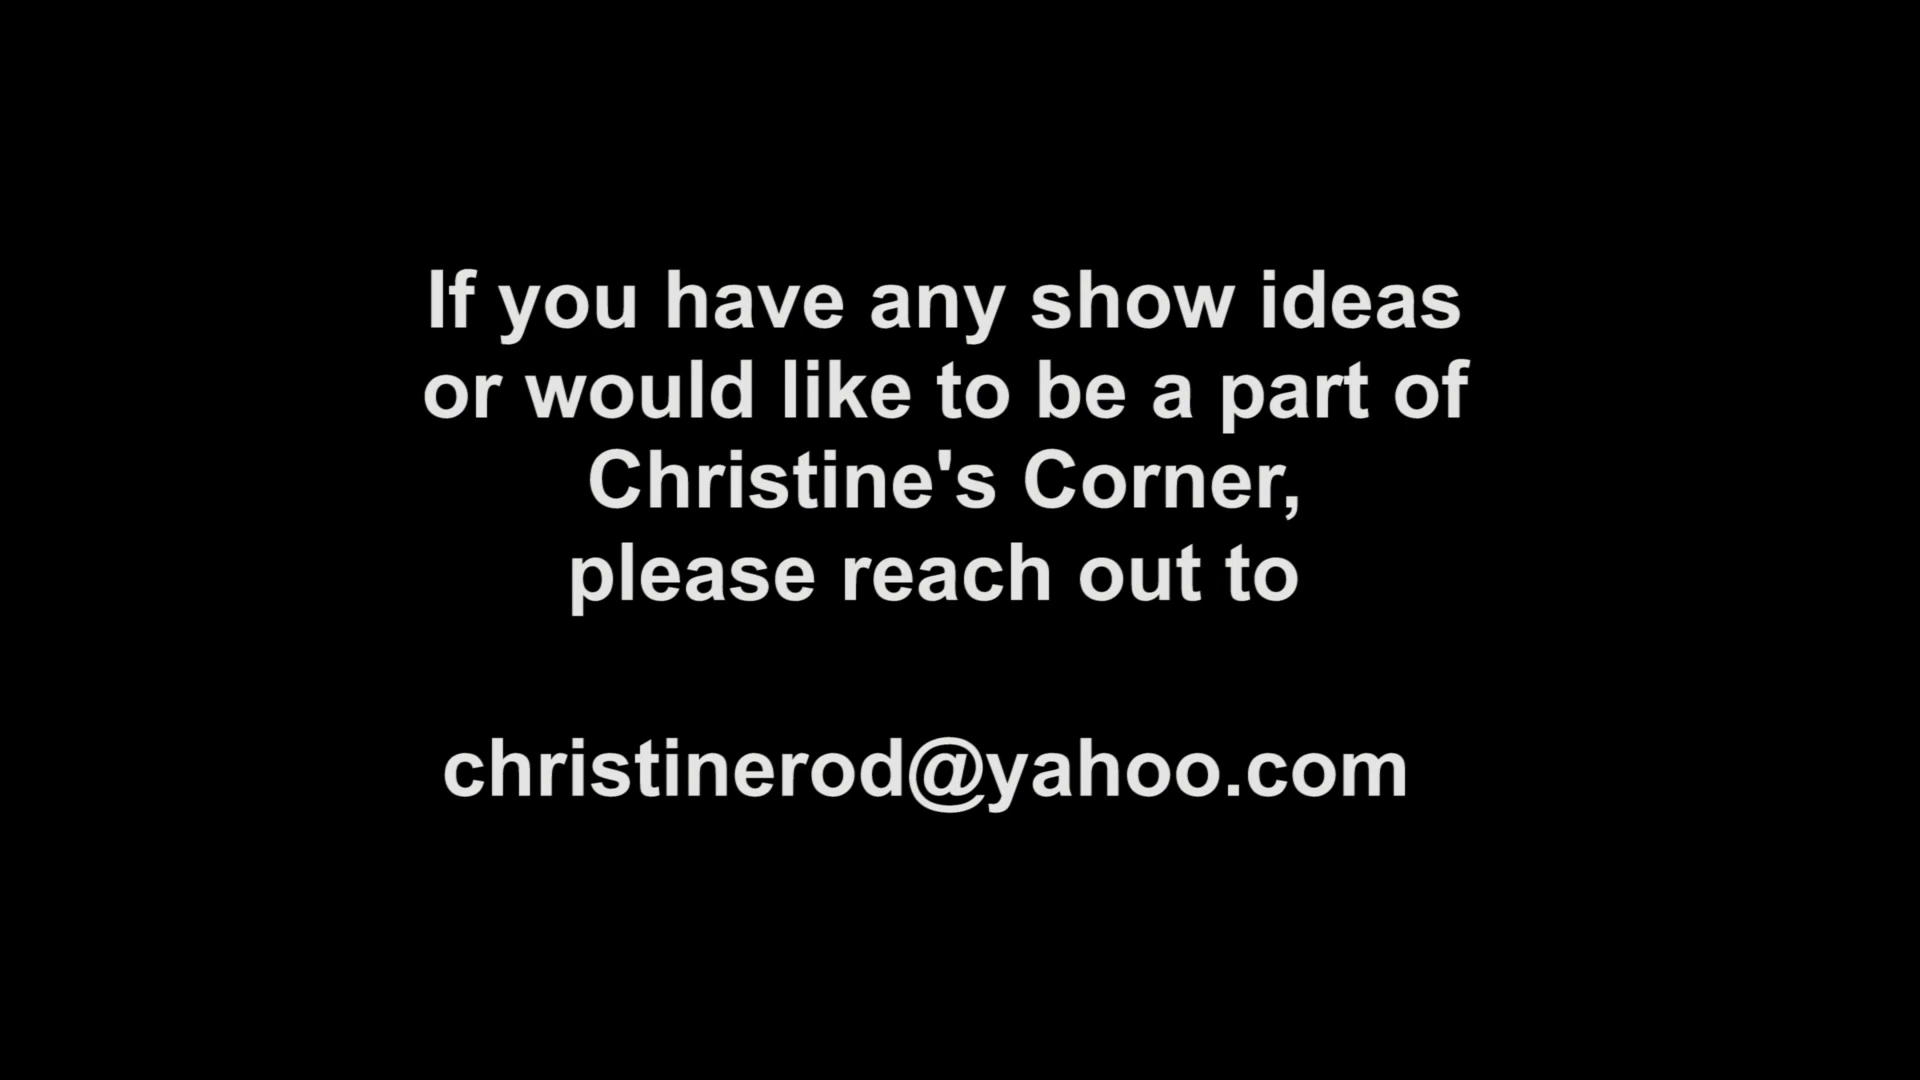 If you have any show ideas
or would like to be a part of
Christine's Corner,
please reach out to
christinerod@yahoo.com